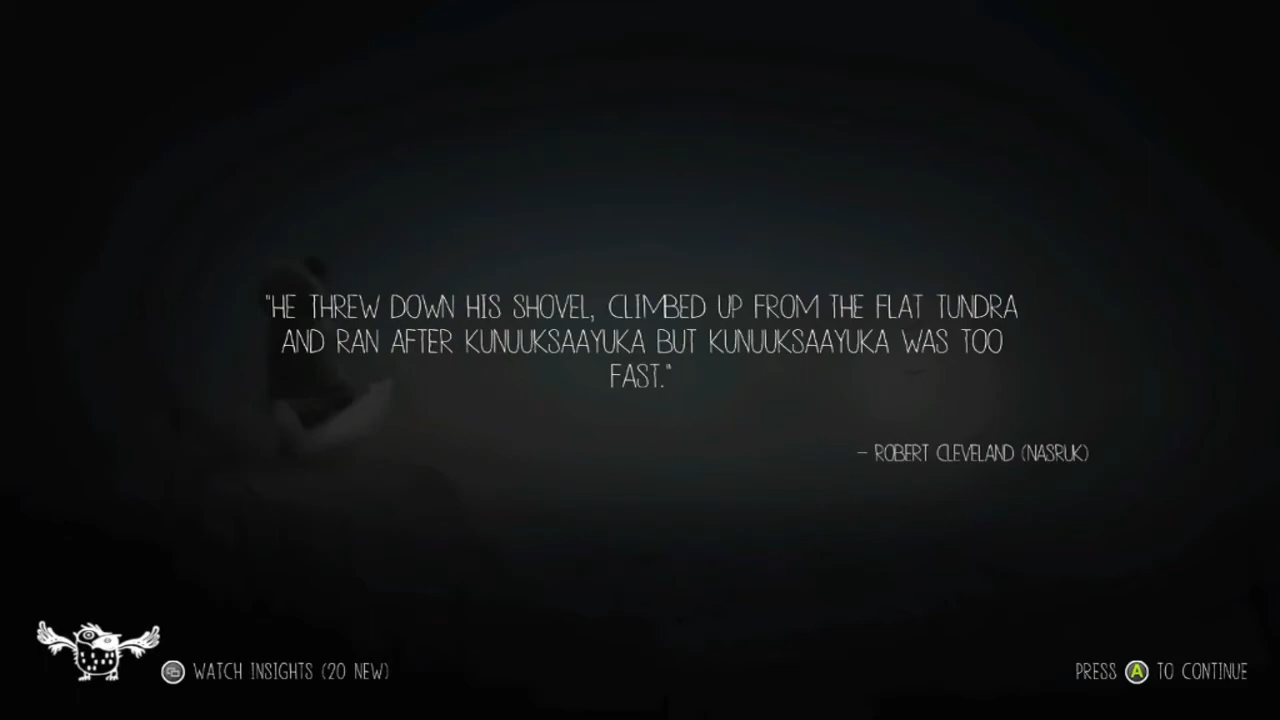 "HE THREW DOWN HIS SHOVEL, CLIMBED UP FROM THE FLAT TUNDRA
AND RAN AFTER KUNUUKSAAYUKA BUT KUNUUKSAAYUKA WAS TOO
FAST."
– ROBERT CLEVELAND (NASRUK)
WATCH INSIGHTS (20 NEW)
PRESS A TO CONTINUE